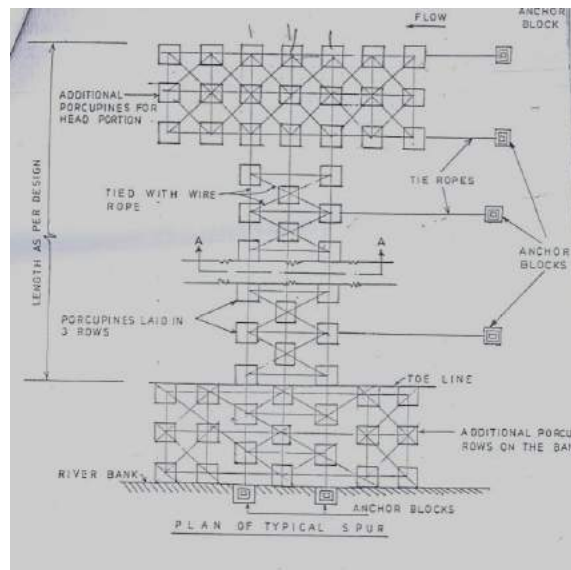 FLOW
ANCHOR
BLOCK
ADDITIONAL
PORCUPINES FOR
HEAD PORTION
LENGTH AS PER DESIGN
TIED WITH WIRE
ROPE
TIE ROPES
A
A
ANCHOR
BLOCKS
PORCUPINES LAID IN
3 ROWS
TOE LINE
ADDITIONAL PORCU
ROWS ON THE BAN
RIVER BANK
ANCHOR BLOCKS
PLAN OF TYPICAL SPUR